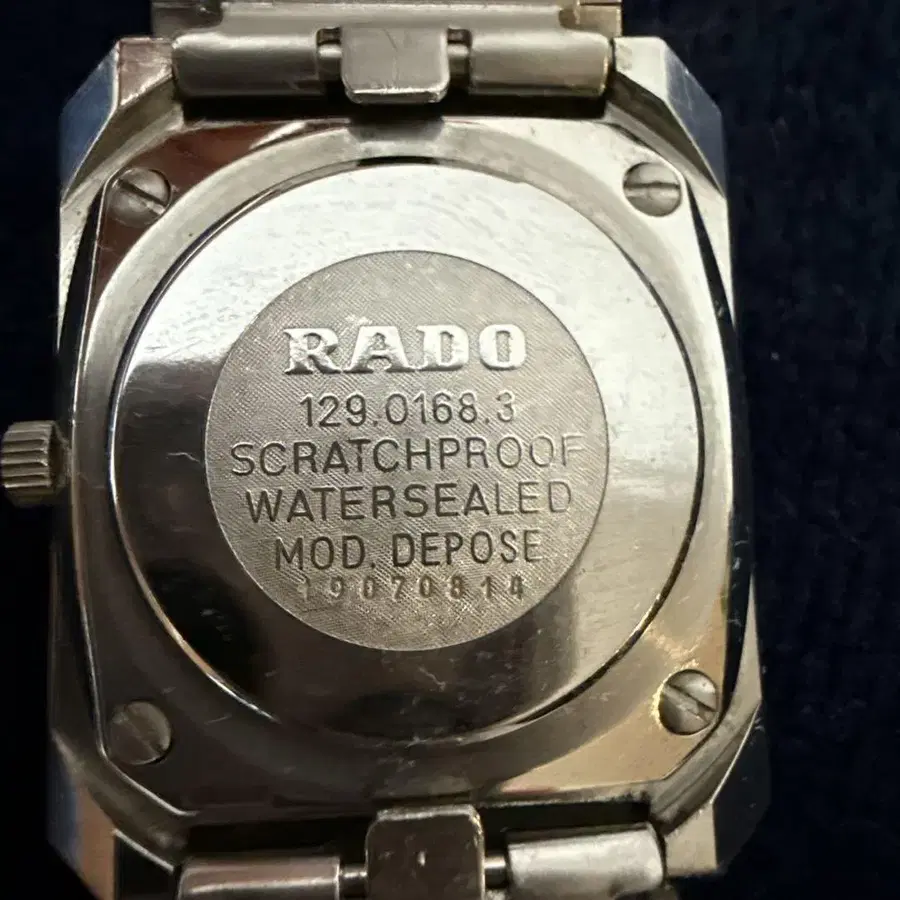 RADO
129.0168.3
SCRATCHPROOF
WATERSEALED
MOD. DEPOSE
19070814